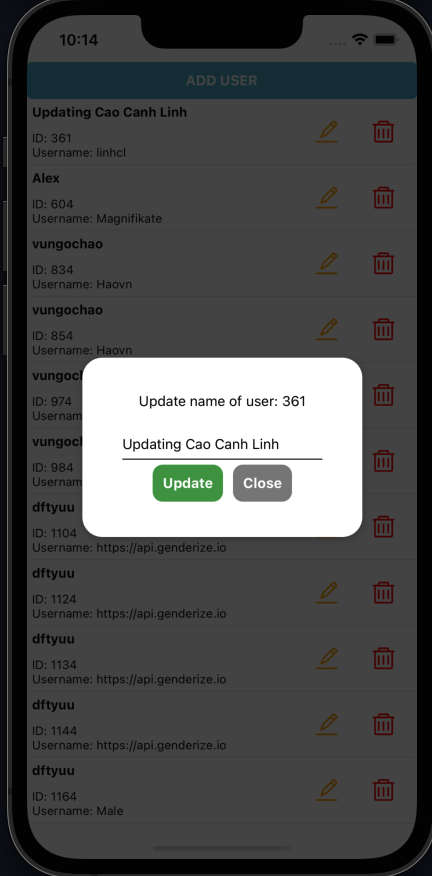 10:14
ADD USER
Updating Cao Canh Linh
ID: 361
Username: linhcl
Alex
ID: 604
Username: Magnifikate
vungochao
ID: 834
Username: Haovn
vungochao
ID: 854
Username: Haovn
vungoc
ID: 974
Usernam
vungoc
ID: 984
Usernam
Update name of user: 361
Updating Cao Canh Linh
Update
Close
dftyuu
ID: 1104
Username: https://api.genderize.io
dftyuu
ID: 1124
Username: https://api.genderize.io
dftyuu
ID: 1134
Username: https://api.genderize.io
dftyuu
ID: 1144
Username: https://api.genderize.io
dftyuu
ID: 1164
Username: Male